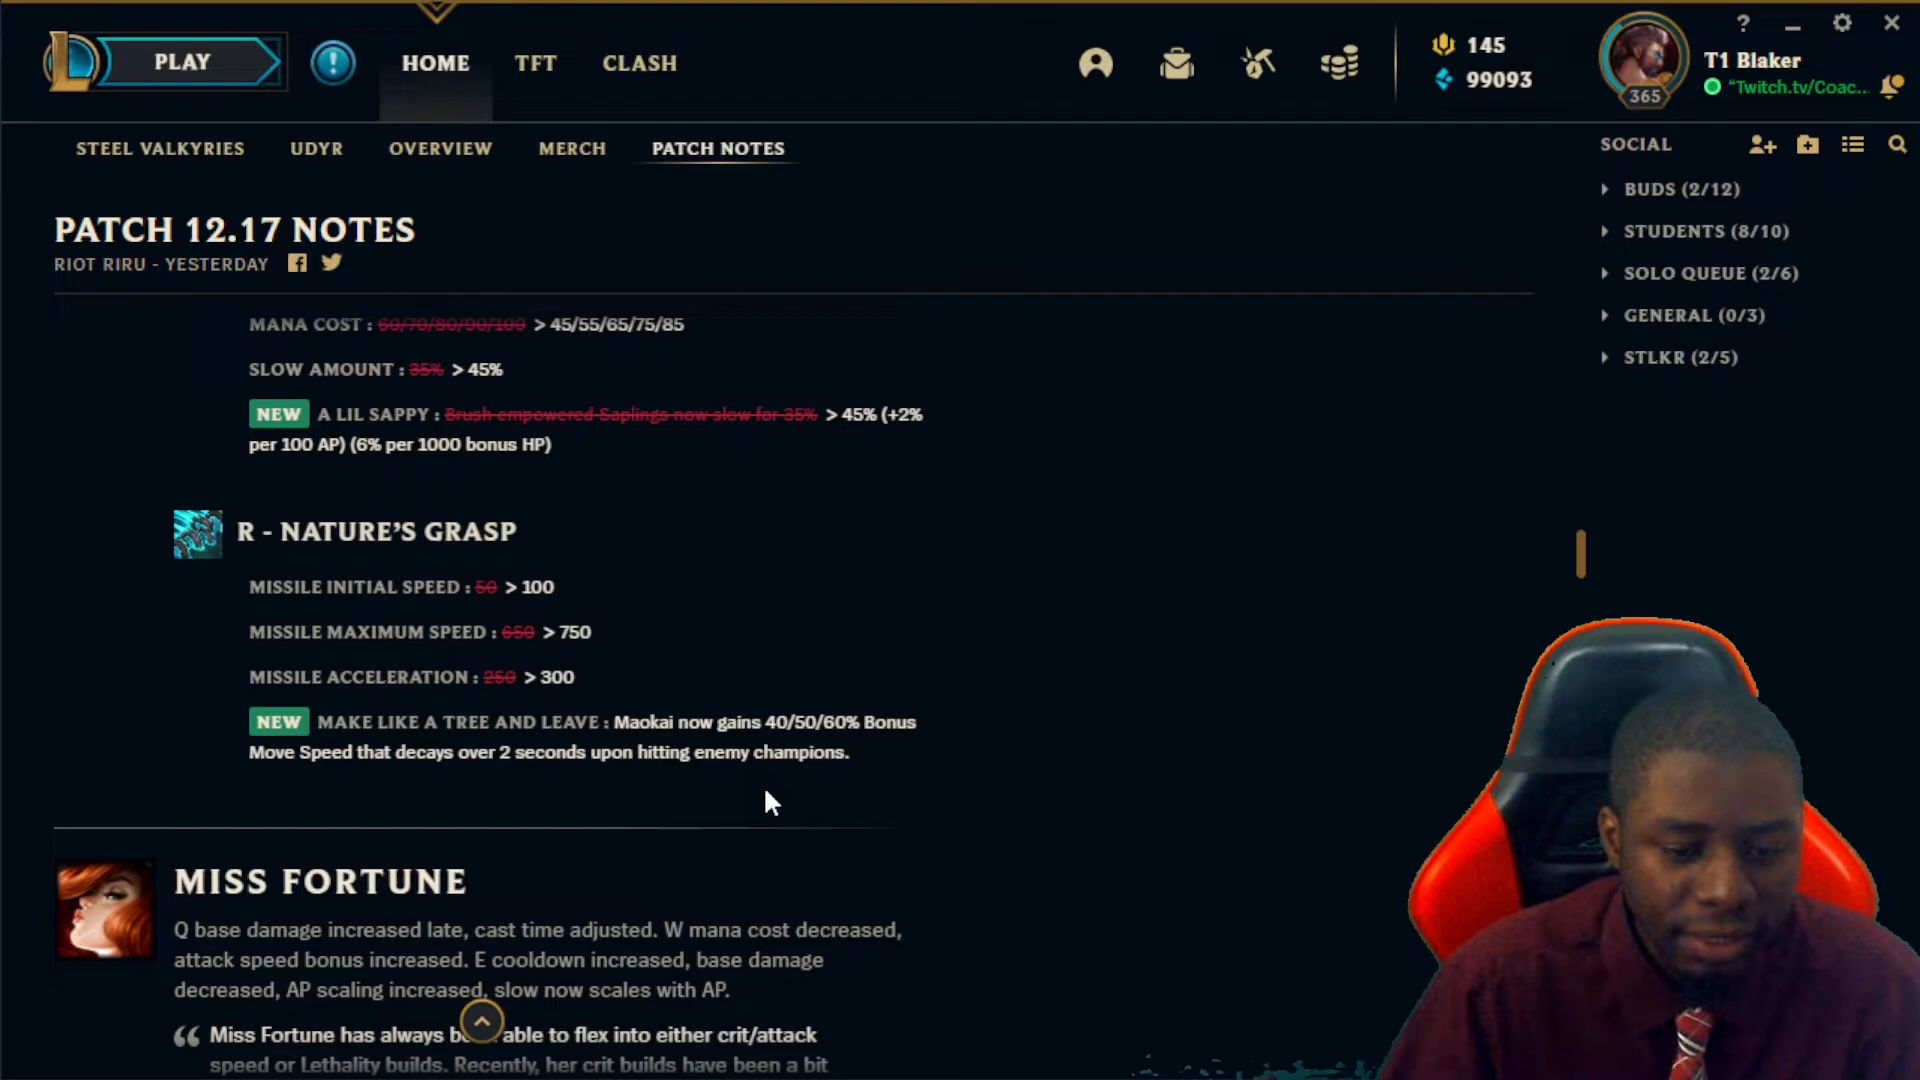 PLAY
HOME
TFT
CLASH
145
99093
365
?
T1 Blaker
"Twitch.tv/Coac...
STEEL VALKYRIES
UDYR
OVERVIEW
MERCH
PATCH NOTES
SOCIAL
BUDS (2/12)
STUDENTS (8/10)
SOLO QUEUE (2/6)
GENERAL (0/3)
STLKR (2/5)
PATCH 12.17 NOTES
RIOT RIRU - YESTERDAY
MANA COST : 60/70/80/90/100 > 45/55/65/75/85
SLOW AMOUNT : 35% > 45%
NEW A LIL SAPPY : Brush empowered Saplings now slow for 35% > 45% (+2%
per 100 AP) (6% per 1000 bonus HP)
R - NATURE'S GRASP
MISSILE INITIAL SPEED : 50 > 100
MISSILE MAXIMUM SPEED : 650 > 750
MISSILE ACCELERATION : 250 > 300
NEW MAKE LIKE A TREE AND LEAVE : Maokai now gains 40/50/60% Bonus
Move Speed that decays over 2 seconds upon hitting enemy champions.
MISS FORTUNE
Q base damage increased late, cast time adjusted. W mana cost decreased,
attack speed bonus increased. E cooldown increased, base damage
decreased, AP scaling increased, slow now scales with AP.
Miss Fortune has always able to flex into either crit/attack
speed or Lethality builds. Recently, her crit builds have been a bit